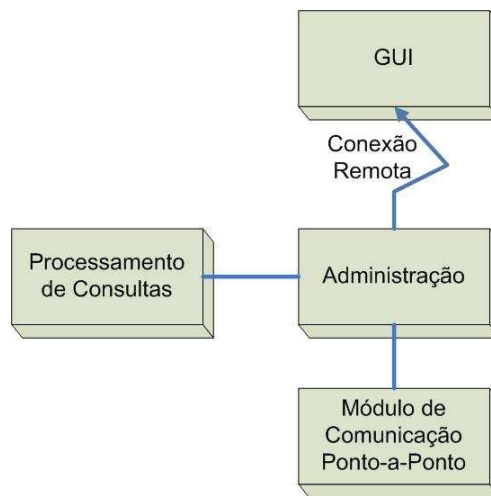 GUI
Conexão
Remota
Processamento
de Consultas
Administração
Módulo de
Comunicação
Ponto-a-Ponto